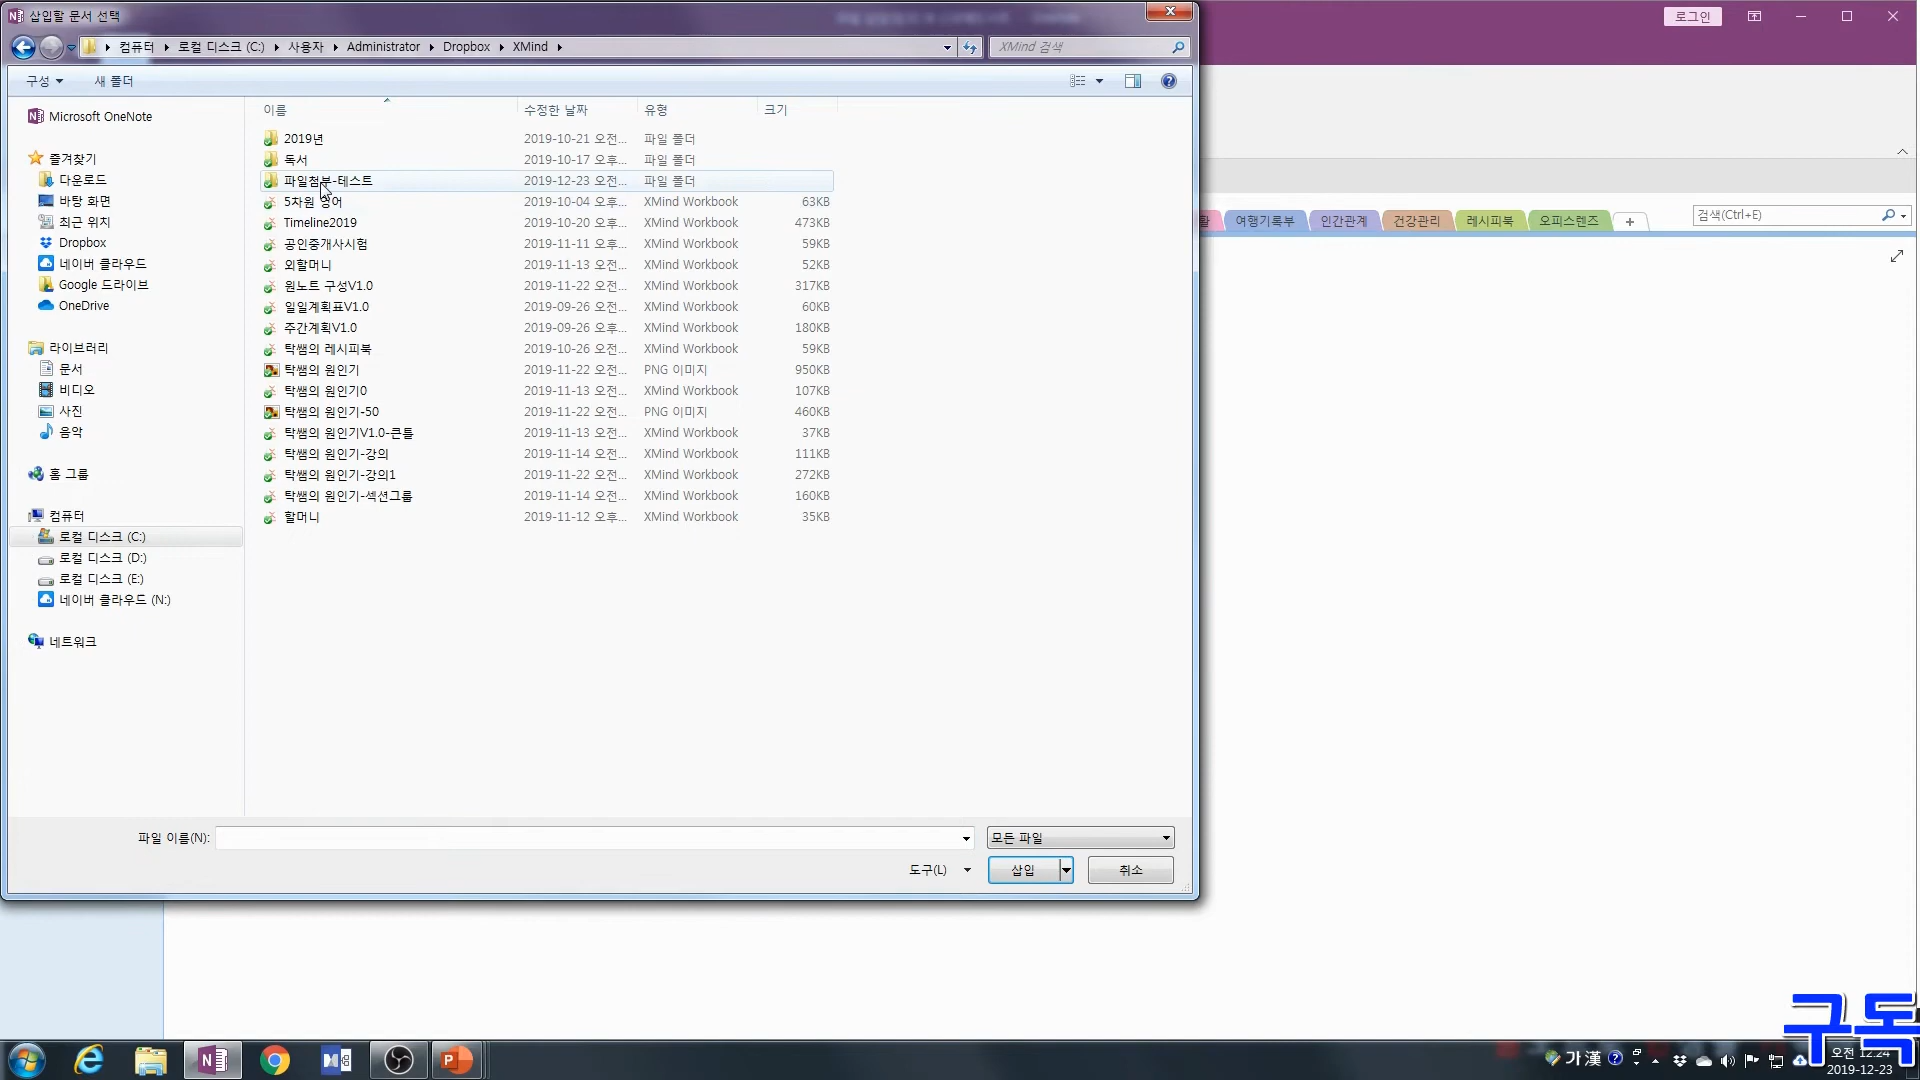 삽입할 문서 선택
로그인
컴퓨터 로컬 디스크 (C:) 사용자 Administrator Dropbox XMind
XMind 검색
구성 새 폴더
Microsoft OneNote
즐겨찾기
다운로드
바탕 화면
최근 위치
Dropbox
네이버 클라우드
Google 드라이브
OneDrive
라이브러리
문서
비디오
사진
음악
홈 그룹
컴퓨터
로컬 디스크 (C:)
로컬 디스크 (D:)
로컬 디스크 (E:)
네이버 클라우드 (N:)
네트워크
이름 수정한 날짜 유형 크기
2019년 2019-10-21 오전... 파일 폴더
독서 2019-10-17 오후... 파일 폴더
파일첨부-테스트 2019-12-23 오전... 파일 폴더
5차원 영어 2019-10-04 오후... XMind Workbook 63KB
Timeline2019 2019-10-20 오전... XMind Workbook 473KB
공인중개사시험 2019-11-11 오후... XMind Workbook 59KB
외할머니 2019-11-13 오전... XMind Workbook 52KB
원노트 구성V1.0 2019-11-22 오전... XMind Workbook 317KB
일일계획표V1.0 2019-09-26 오전... XMind Workbook 60KB
주간계획V1.0 2019-09-26 오후... XMind Workbook 180KB
탁쌤의 레시피북 2019-10-26 오전... XMind Workbook 59KB
탁쌤의 원인기 2019-11-22 오전... PNG 이미지 950KB
탁쌤의 원인기0 2019-11-13 오전... XMind Workbook 107KB
탁쌤의 원인기-50 2019-11-22 오전... PNG 이미지 460KB
탁쌤의 원인기V1.0-큰틀 2019-11-13 오전... XMind Workbook 37KB
탁쌤의 원인기-강의 2019-11-14 오전... XMind Workbook 111KB
탁쌤의 원인기-강의1 2019-11-22 오전... XMind Workbook 272KB
탁쌤의 원인기-섹션그룹 2019-11-14 오전... XMind Workbook 160KB
할머니 2019-11-12 오후... XMind Workbook 35KB
여행기록부 인간관계 건강관리 레시피북 오피스렌즈 +
검색(Ctrl+E)
파일 이름(N): 모든 파일
도구(L) 삽입 취소
구독
가 漢
오전 12:24
2019-12-23